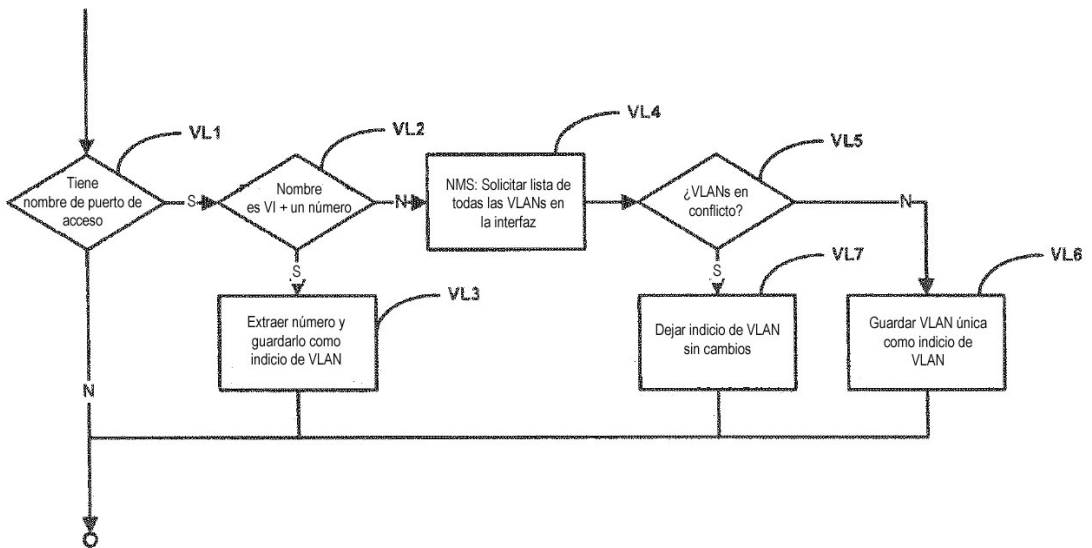 VL1
Tiene
nombre de puerto de
acceso
S
N
VL2
Nombre
es VI + un número
N
S
VL3
Extraer número y
guardarlo como
indicio de VLAN
VL4
NMS: Solicitar lista de
todas las VLANs en
la interfaz
VL5
¿VLANs en
conflicto?
N
S
VL7
Dejar indicio de VLAN
sin cambios
VL6
Guardar VLAN única
como indicio de
VLAN